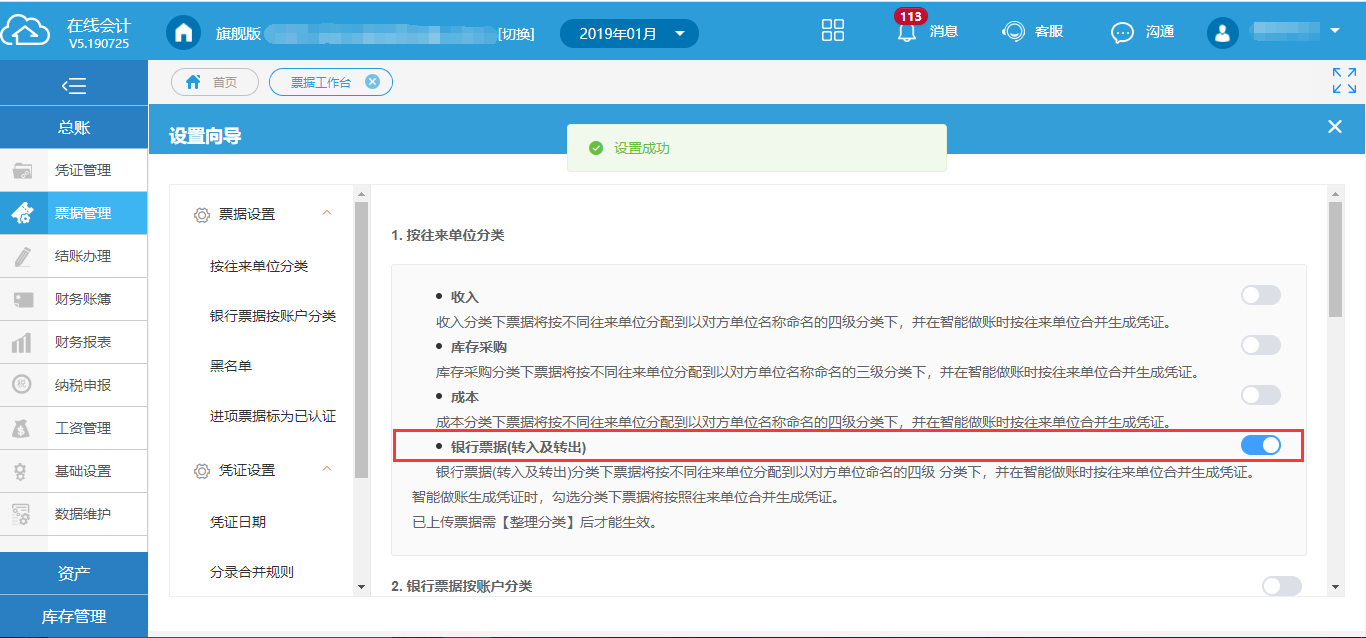 在线会计
V5.190725
旗舰版
[切换]
2019年01月
113
消息
客服
沟通
首页
票据工作台
总账
凭证管理
票据管理
结账办理
财务账簿
财务报表
纳税申报
税
工资管理
基础设置
数据维护
资产
库存管理
设置向导
设置成功
票据设置
按往来单位分类
银行票据按账户分类
黑名单
进项票据标为已认证
凭证设置
凭证日期
分录合并规则
1. 按往来单位分类
• 收入
收入分类下票据将按不同往来单位分配到以对方单位名称命名的四级分类下，并在智能做账时按往来单位合并生成凭证。
• 库存采购
库存采购分类下票据将按不同往来单位分配到以对方单位名称命名的三级分类下，并在智能做账时按往来单位合并生成凭证。
• 成本
成本分类下票据将按不同往来单位分配到以对方单位名称命名的四级分类下，并在智能做账时按往来单位合并生成凭证。
• 银行票据(转入及转出)
银行票据(转入及转出)分类下票据将按不同往来单位分配到以对方单位命名的四级 分类下，并在智能做账时按往来单位合并生成凭证。
智能做账生成凭证时，勾选分类下票据将按照往来单位合并生成凭证。
已上传票据需【整理分类】后才能生效。
2. 银行票据按账户分类